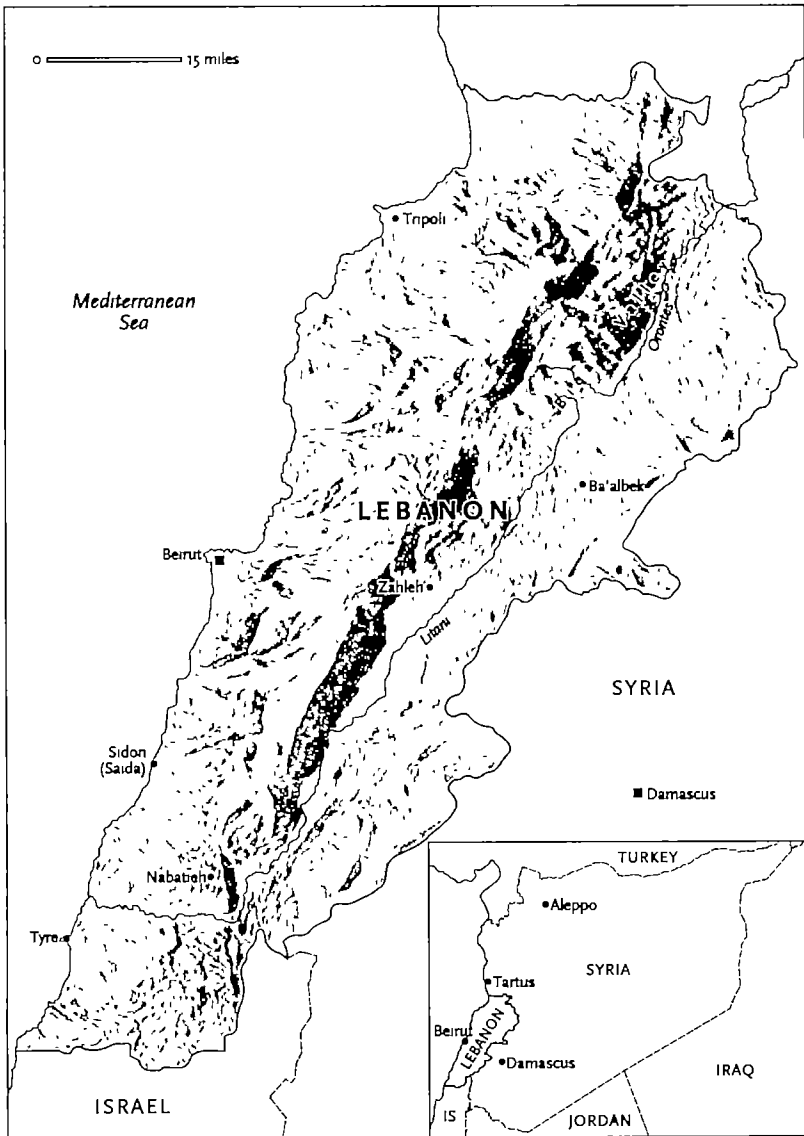 0 15 miles
Tripoli
Mediterranean
Sea
Valley
Orontes
Ba'albek
LEBANON
Beirut
Zahleh
Litani
SYRIA
Sidon
(Saida)
Damascus
Nabatieh
Tyre
ISRAEL
TURKEY
Aleppo
SYRIA
Tartus
Beirut
LEBANON
Damascus
IRAQ
IS
JORDAN